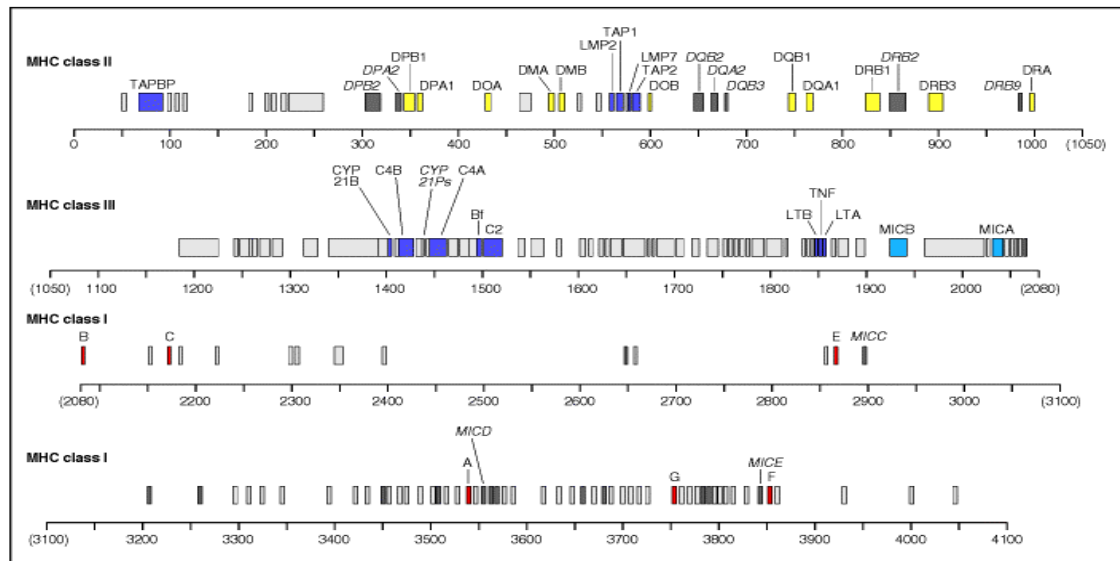 MHC class II
TAPBP DPB2 DPA2 DPB1 DPA1 DOA DMA DMB LMP2 TAP1 LMP7 TAP2 DOB DQB2 DQA2 DQB3 DQB1 DQA1 DRB1 DRB2 DRB3 DRB9 DRA
0 100 200 300 400 500 600 700 800 900 1000 (1050)
MHC class III
CYP 21B C4B CYP 21Ps C4A Bf C2 LTB TNF LTA MICB MICA
(1050) 1100 1200 1300 1400 1500 1600 1700 1800 1900 2000 (2080)
MHC class I
B C E MICC
(2080) 2200 2300 2400 2500 2600 2700 2800 2900 3000 (3100)
MHC class I
A MICD G MICE F
(3100) 3200 3300 3400 3500 3600 3700 3800 3900 4000 4100